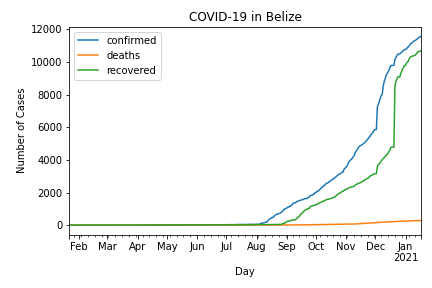 COVID-19 in Belize
confirmed
deaths
recovered
Number of Cases
12000
10000
8000
6000
4000
2000
0
Feb Mar Apr May Jun Jul Aug Sep Oct Nov Dec Jan
2021
Day